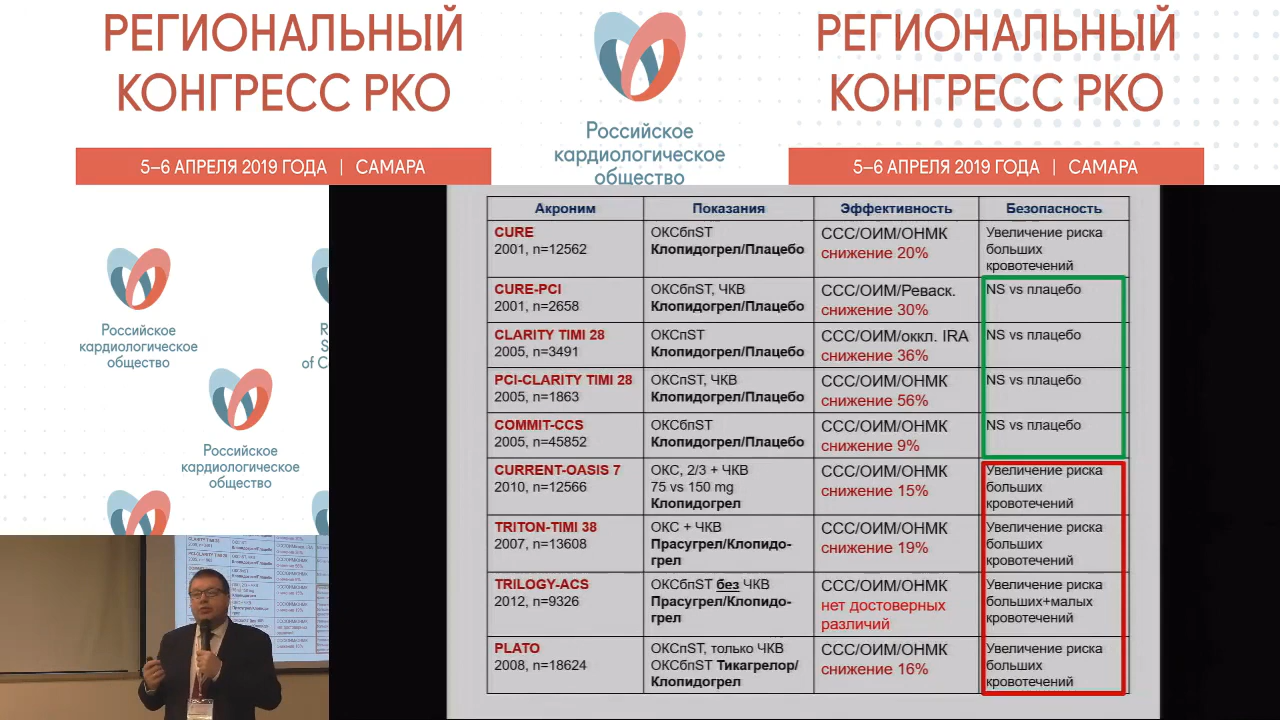 РЕГИОНАЛЬНЫЙ
КОНГРЕСС РКО
5–6 АПРЕЛЯ 2019 ГОДА | САМАРА
Российское
кардиологическое
общество
РЕГИОНАЛЬНЫЙ
КОНГРЕСС РКО
5–6 АПРЕЛЯ 2019 ГОДА | САМАРА
Российское
кардиологическое
общество
R
S
of C
Российское
кардиологическое
общество
Акроним Показания Эффективность Безопасность
CURE
2001, n=12562
ОКСбпST
Клопидогрел/Плацебо
ССС/ОИМ/ОНМК
снижение 20%
Увеличение риска
больших
кровотечений
CURE-PCI
2001, n=2658
ОКСбпST, ЧКВ
Клопидогрел/Плацебо
ССС/ОИМ/Реваск.
снижение 30%
NS vs плацебо
CLARITY TIMI 28
2005, n=3491
ОКСпST
Клопидогрел/Плацебо
ССС/ОИМ/оккл. IRA
снижение 36%
NS vs плацебо
PCI-CLARITY TIMI 28
2005, n=1863
ОКСпST, ЧКВ
Клопидогрел/Плацебо
ССС/ОИМ/ОНМК
снижение 56%
NS vs плацебо
COMMIT-CCS
2005, n=45852
ОКСбпST
Клопидогрел/Плацебо
ССС/ОИМ/ОНМК
снижение 9%
NS vs плацебо
CURRENT-OASIS 7
2010, n=12566
ОКС, 2/3 + ЧКВ
75 vs 150 mg
Клопидогрел
ССС/ОИМ/ОНМК
снижение 15%
Увеличение риска
больших
кровотечений
TRITON-TIMI 38
2007, n=13608
ОКС + ЧКВ
Прасугрел/Клопидо-
грел
ССС/ОИМ/ОНМК
снижение 19%
Увеличение риска
больших
кровотечений
TRILOGY-ACS
2012, n=9326
ОКСбпST без ЧКВ
Прасугрел/Клопидо-
грел
ССС/ОИМ/ОНМК
нет достоверных
различий
Увеличение риска
больших+малых
кровотечений
PLATO
2008, n=18624
ОКСпST, только ЧКВ
ОКСбпST Тикагрелор/
Клопидогрел
ССС/ОИМ/ОНМК
снижение 16%
Увеличение риска
больших
кровотечений